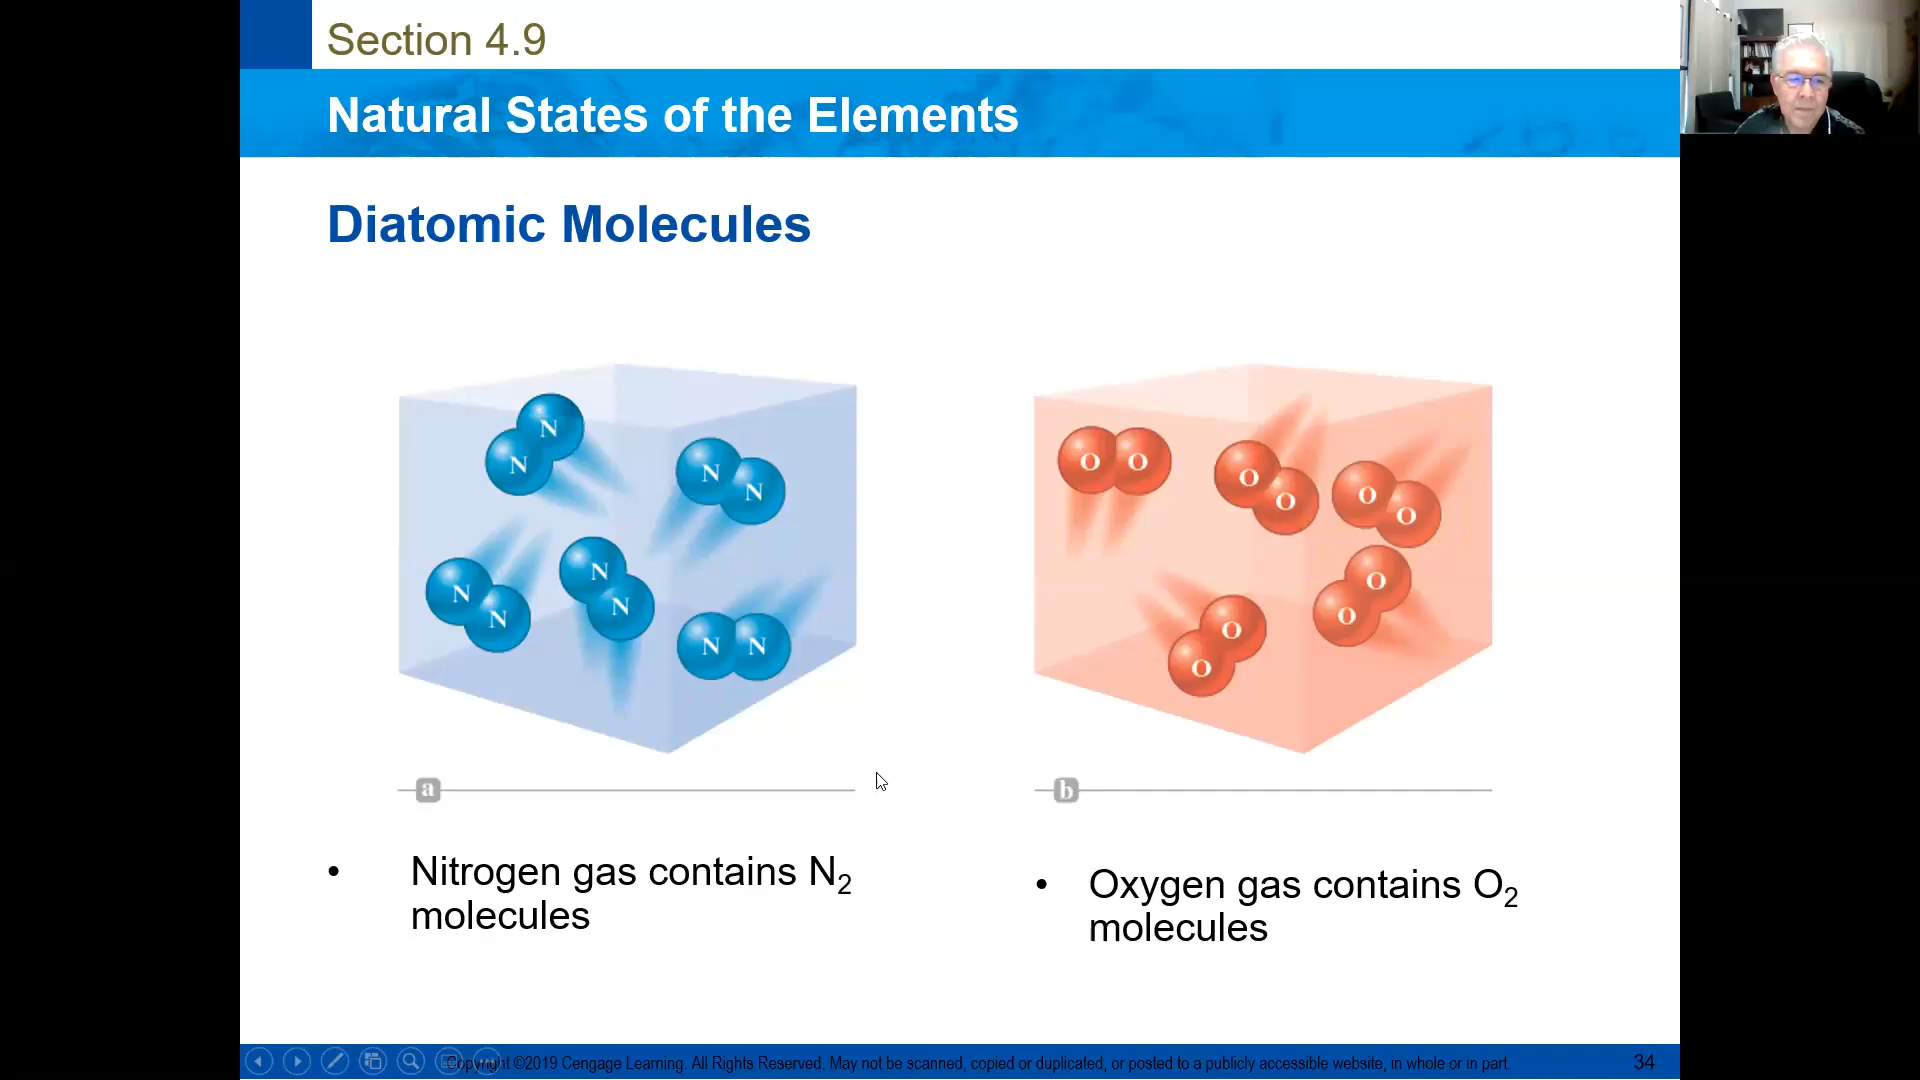 Section 4.9
Natural States of the Elements
Diatomic Molecules
N
N
N
N
N
N
N
N
N
N
O
O
O
O
O
O
O
O
O
O
a
b
• Nitrogen gas contains N₂
molecules
• Oxygen gas contains O₂
molecules
Copyright ©2019 Cengage Learning. All Rights Reserved. May not be scanned, copied or duplicated, or posted to a publicly accessible website, in whole or in part.
34